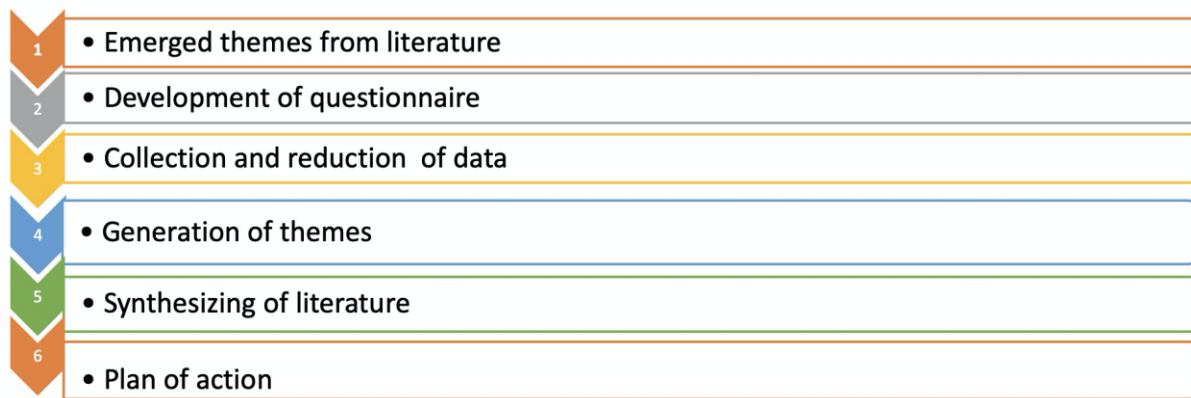 1 • Emerged themes from literature
2 • Development of questionnaire
3 • Collection and reduction of data
4 • Generation of themes
5 • Synthesizing of literature
6 • Plan of action